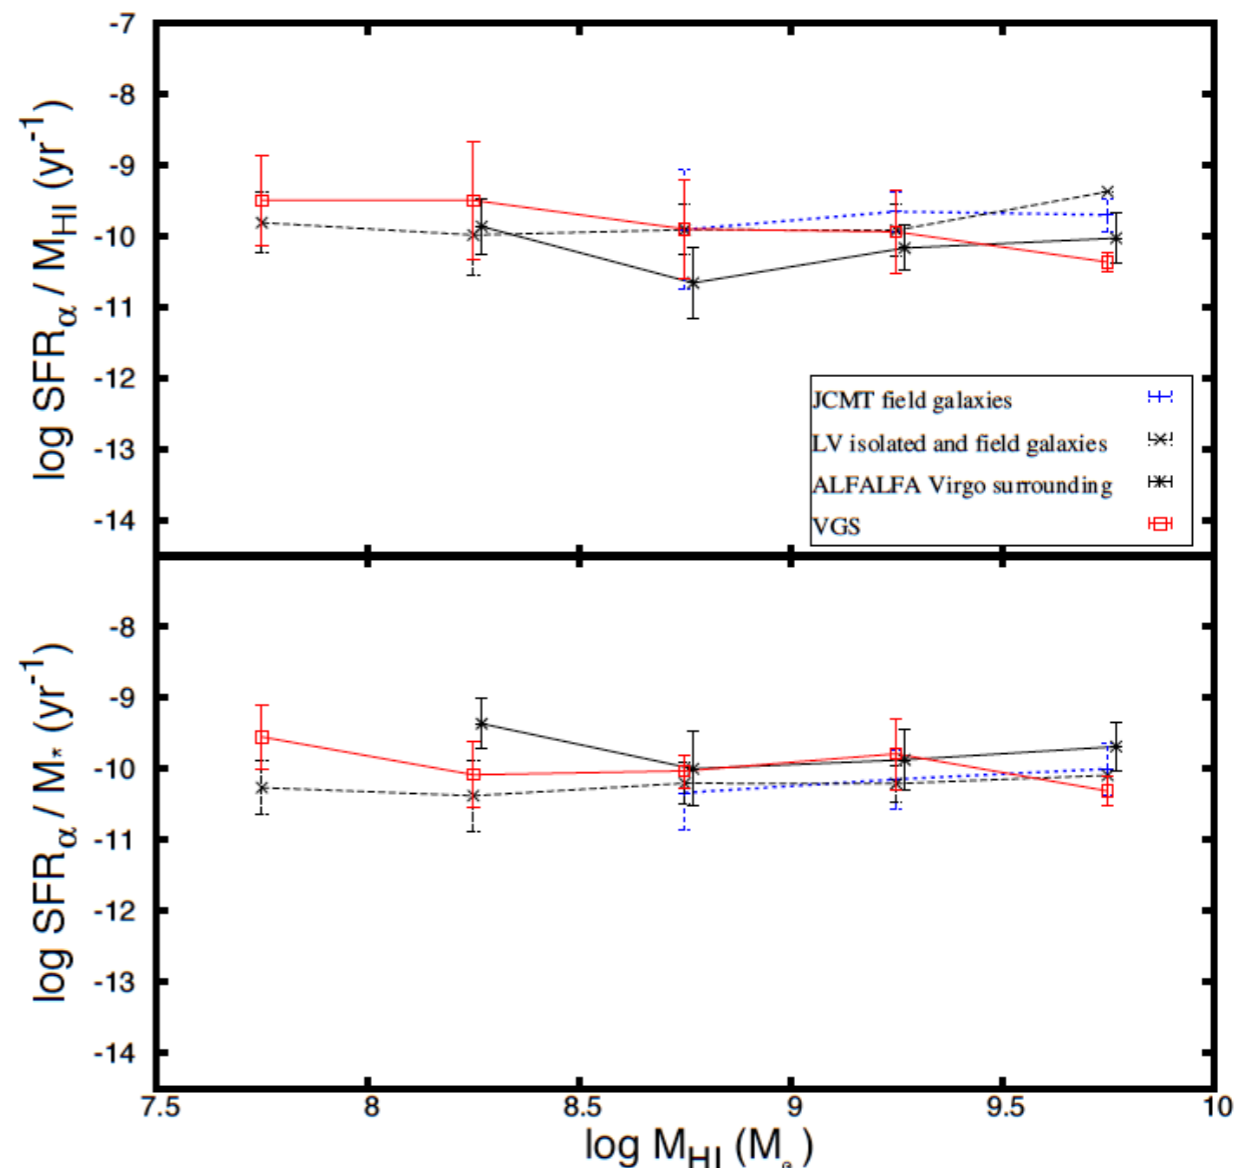 -7
-8
-9
-10
-11
-12
-13
-14
log SFRα / MHI (yr-1)
JCMT field galaxies
LV isolated and field galaxies
ALFALFA Virgo surrounding
VGS
-8
-9
-10
-11
-12
-13
-14
log SFRα / M* (yr-1)
7.5 8 8.5 9 9.5 10
log MHI (M)